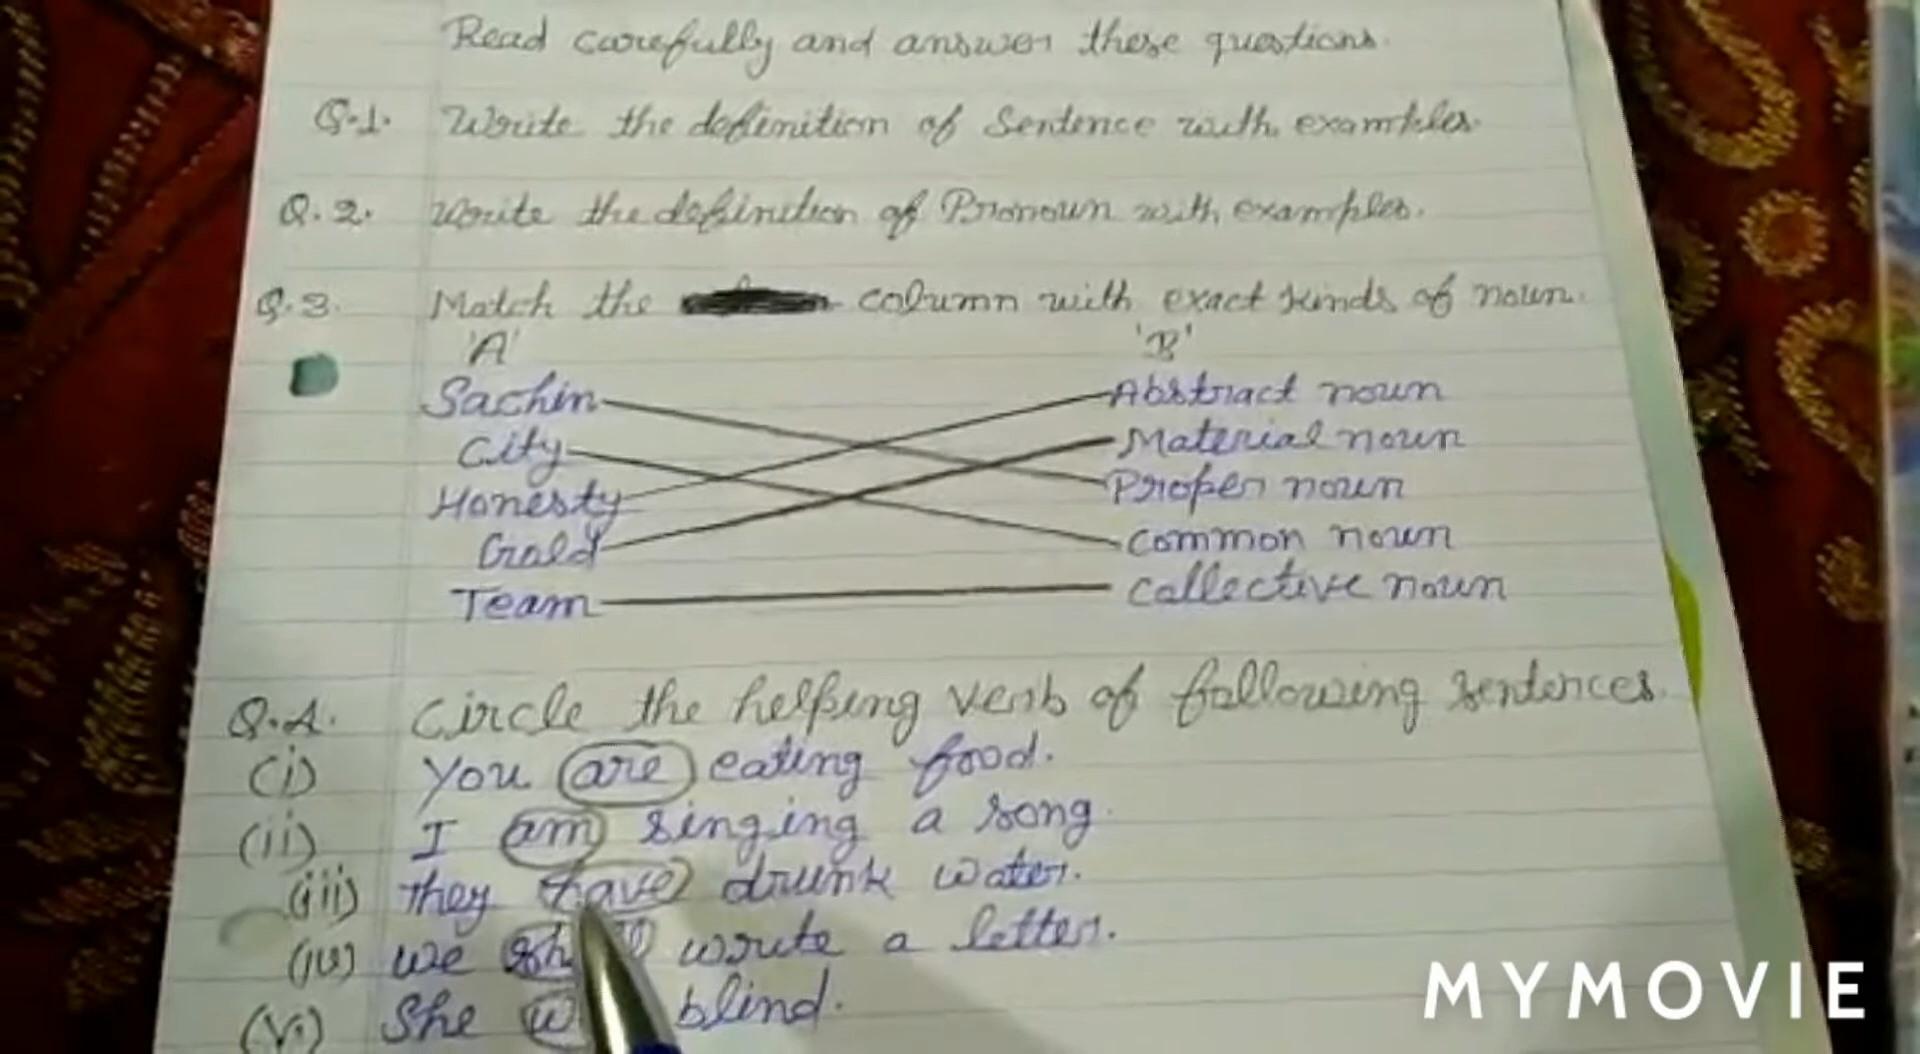 Read carefully and answer these questions.
Q.1. Write the definition of Sentence with examples.
Q.2. Write the definition of Pronoun with examples.
Q.3. Match the column with exact kinds of noun.
'A' 'B'
Sachin Abstract noun
City Material noun
Honesty Proper noun
Gold Common noun
Team Collective noun
Q.4. Circle the helping verb of following sentences.
(i) You are eating food.
(ii) I am singing a song.
(iii) They have drunk water.
(iv) we write a letter.
(v) She blind.
MYMOVIE